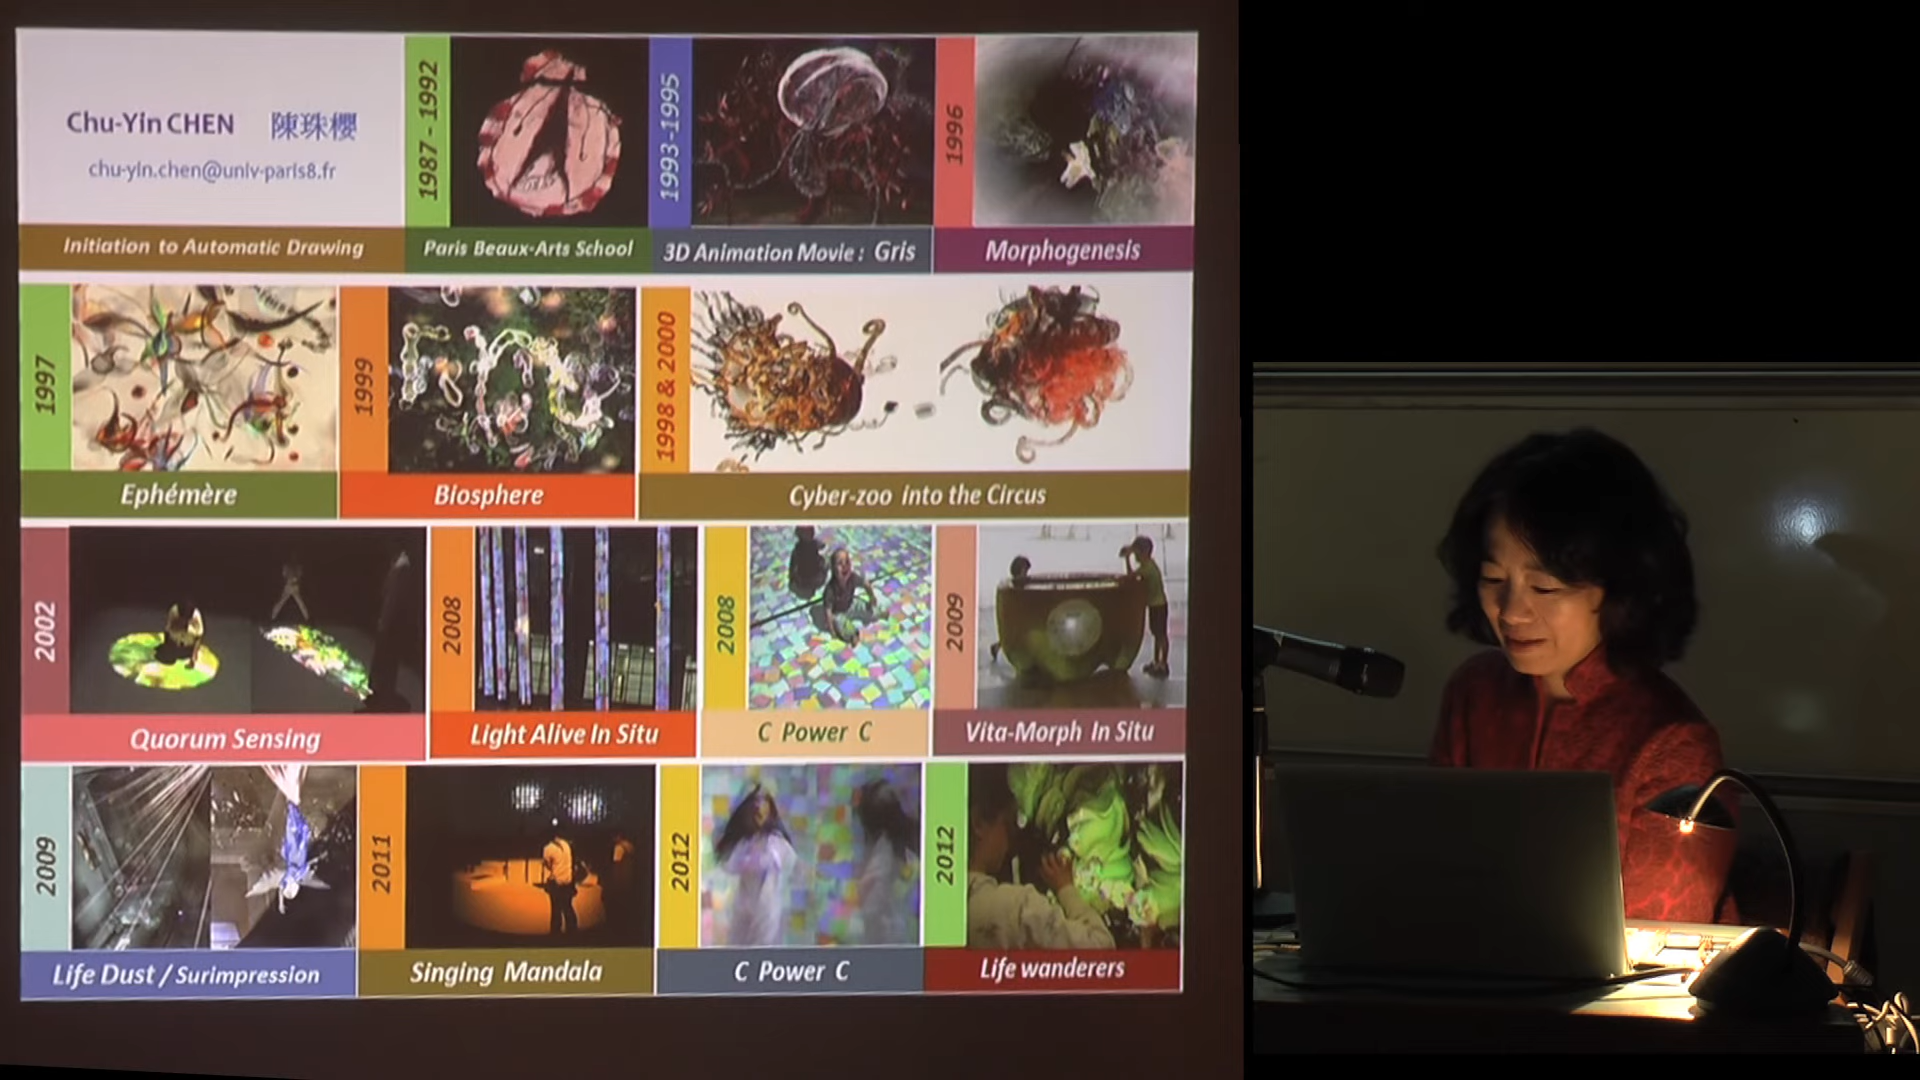 Chu-Yin CHEN 陳珠櫻
chu-yin.chen@univ-paris8.fr
Initiation to Automatic Drawing
1987 - 1992
Paris Beaux-Arts School
1993 -1995
3D Animation Movie : Gris
1996
Morphogenesis
1997
Ephémère
1999
Biosphere
1998 & 2000
Cyber-zoo into the Circus
2002
Quorum Sensing
2008
Light Alive In Situ
2008
C Power C
2009
Vita-Morph In Situ
2009
Life Dust / Surimpression
2011
Singing Mandala
2012
C Power C
2012
Life wanderers